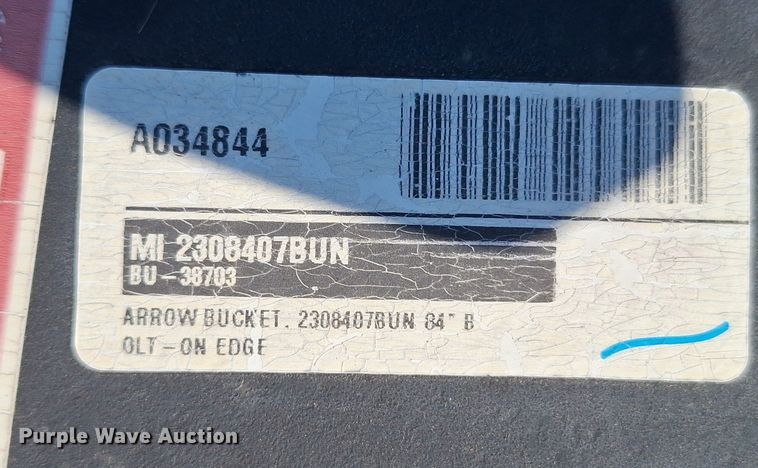 A034844
MI 2308407BUN
BU-38703
ARROW BUCKET. 2308407BUN 84" B
OLT-ON EDGE
Purple Wave Auction